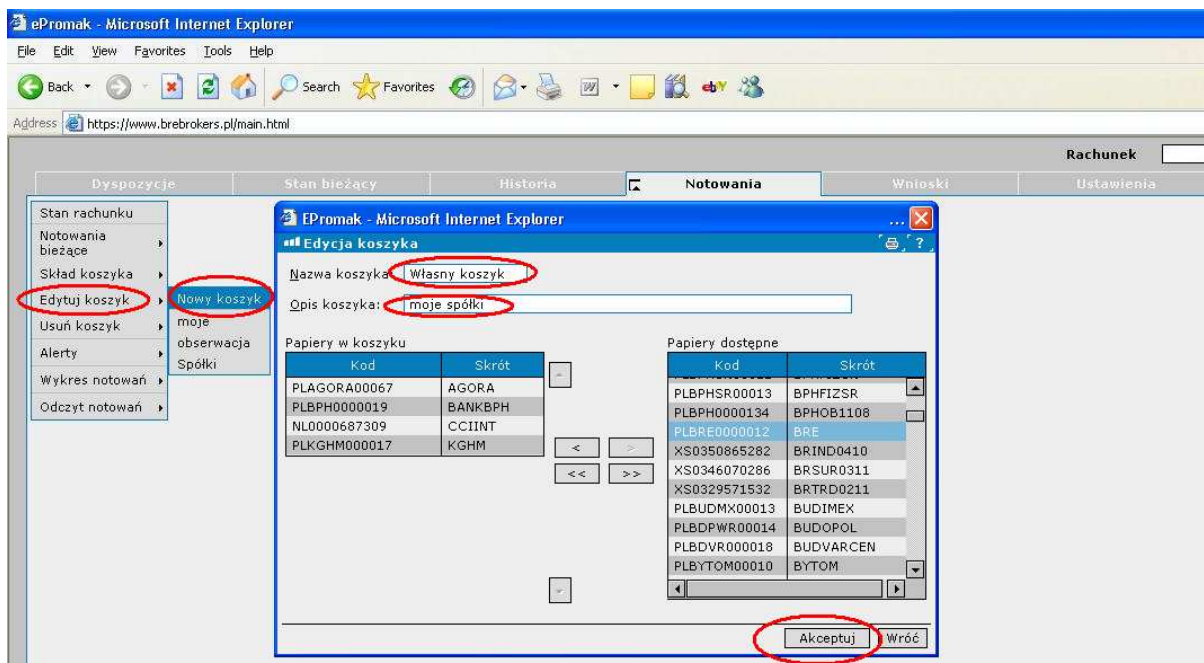 ePromak - Microsoft Internet Explorer
File Edit View Favorites Tools Help
Back Search Favorites
Address https://www.brebrokers.pl/main.html
Rachunek
Dyspozycje Stan bieżący Historia Notowania Wnioski Ustawienia
Stan rachunku
Notowania bieżące
Skład koszyka
Edytuj koszyk
Usuń koszyk
Alerty
Wykres notowań
Odczyt notowań
Nowy koszyk
moje
obserwacja
Spółki
EPromak - Microsoft Internet Explorer ...
Edycja koszyka ?
Nazwa koszyka: Własny koszyk
Opis koszyka: moje spółki
Papiery w koszyku
Kod Skrót
PLAGORA00067 AGORA
PLBPH0000019 BANKBPH
NL0000687309 CCIINT
PLKGHM000017 KGHM
< >
<< >>
Papiery dostępne
Kod Skrót
PLBPHSR00013 BPHFIZSR
PLBPH0000134 BPHOB1108
PLBRE0000012 BRE
XS0350865282 BRIND0410
XS0346070286 BRSUR0311
XS0329571532 BRTRD0211
PLBUDMX00013 BUDIMEX
PLBDPWR00014 BUDOPOL
PLBDVR000018 BUDVARCEN
PLBYTOM00010 BYTOM
Akceptuj Wróć